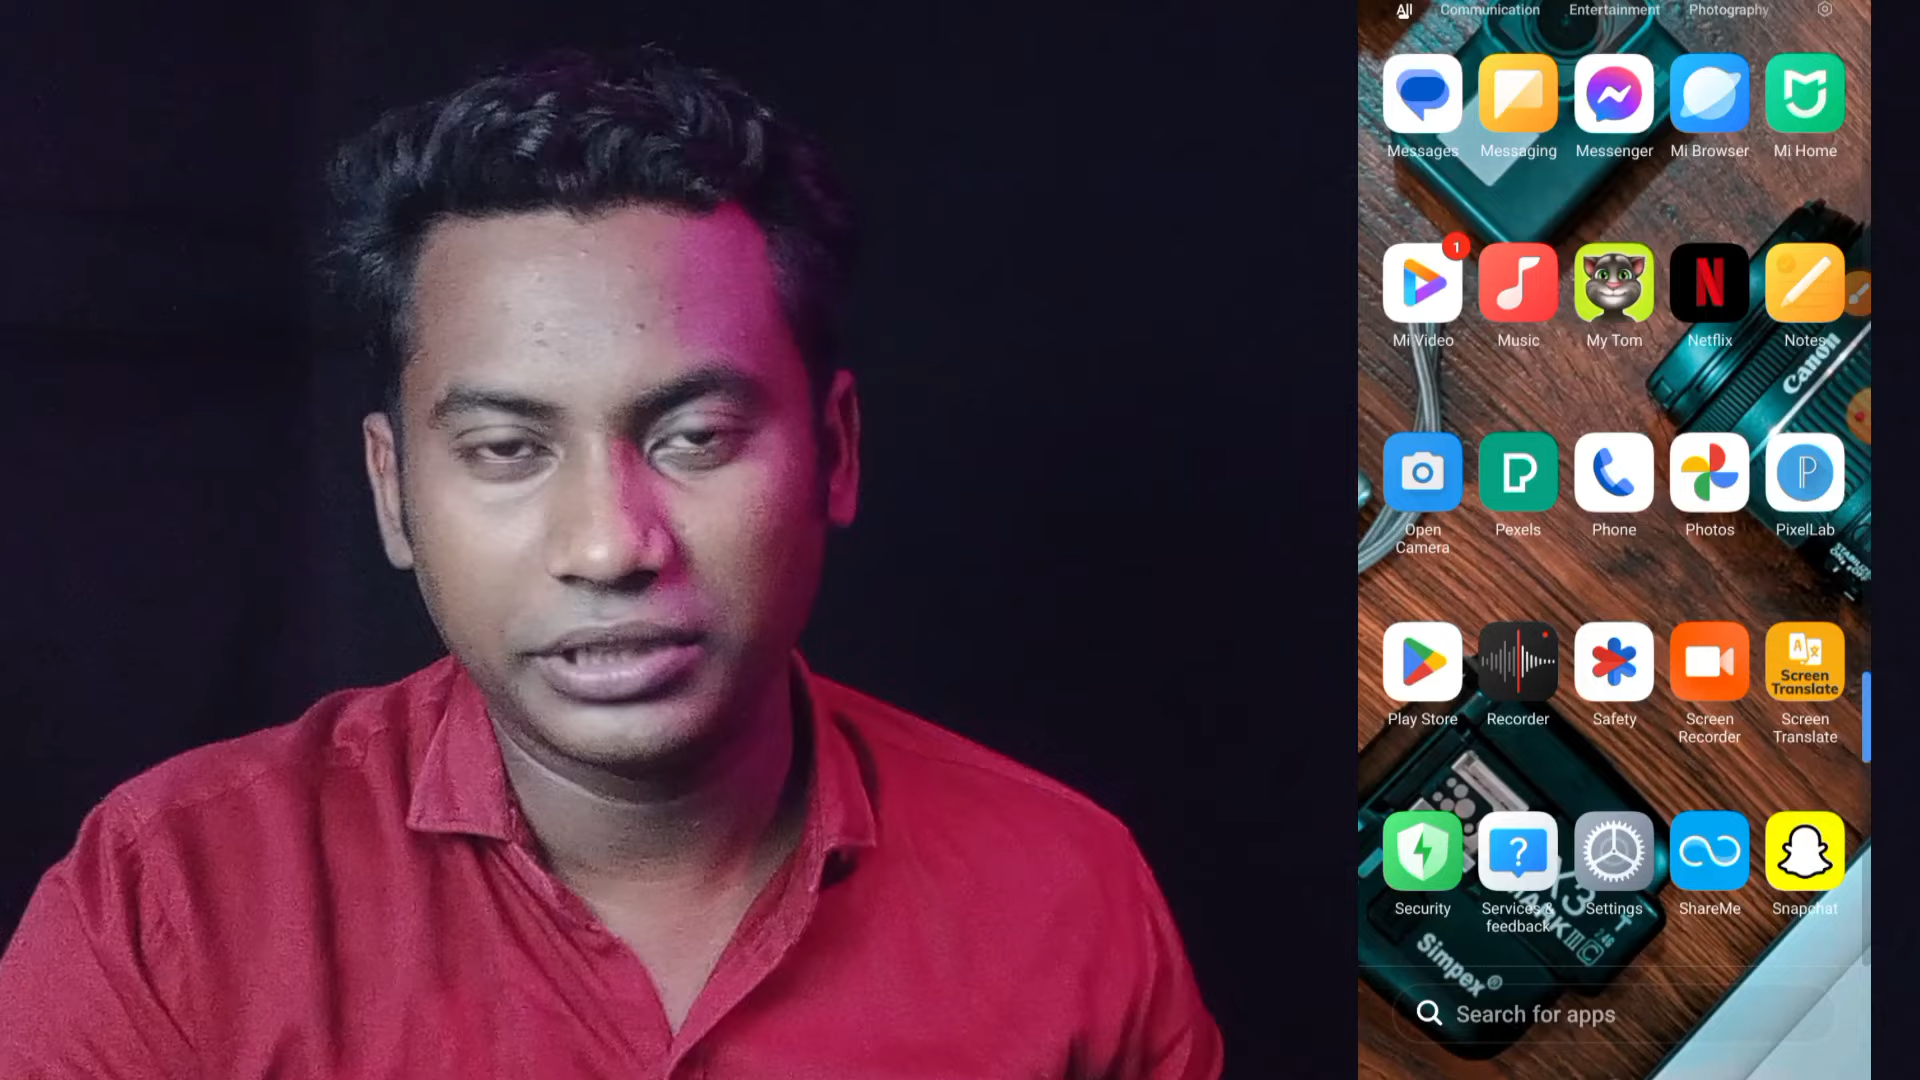 All Communication Entertainment Photography
Messages Messaging Messenger Mi Browser Mi Home
1
N
Mi Video Music My Tom Netflix Notes
Canon
Open Camera Pexels Phone Photos PixelLab
Screen Translate
Play Store Recorder Safety Screen Recorder Screen Translate
?
Security Services & feedback Settings ShareMe Snapchat
Simpex®
Search for apps